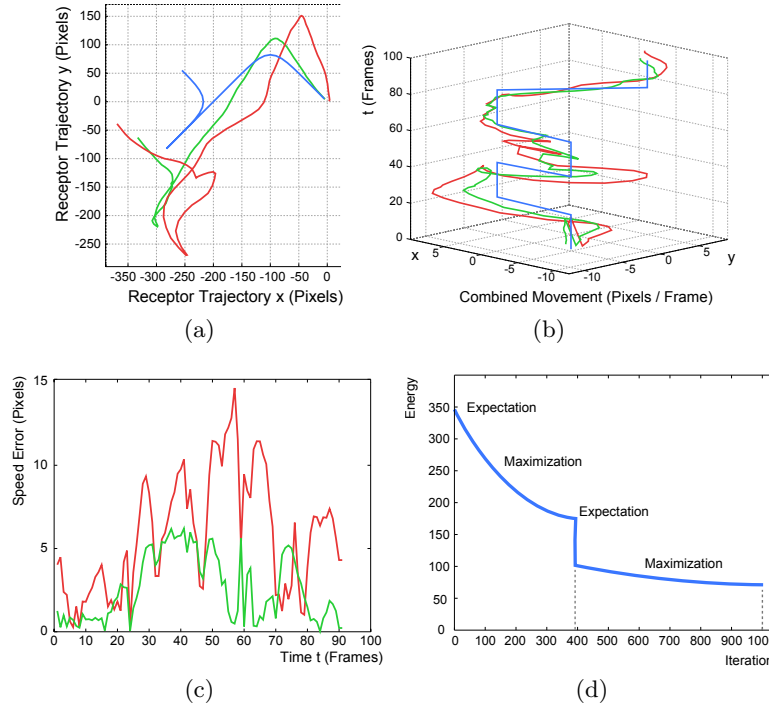 150
100
50
0
-50
-100
-150
-200
-250
Receptor Trajectory y (Pixels)
-350 -300 -250 -200 -150 -100 -50 0
Receptor Trajectory x (Pixels)
(a)
100
80
60
40
20
0
t (Frames)
x 5 0 -5 -10 -10 -5 0 5 y
Combined Movement (Pixels / Frame)
(b)
15
10
5
0
Speed Error (Pixels)
0 10 20 30 40 50 60 70 80 90 100
Time t (Frames)
(c)
Energy
350
300
250
200
150
100
50
0
Expectation
Maximization
Expectation
Maximization
0 100 200 300 400 500 600 700 800 900 1000
Iteration
(d)